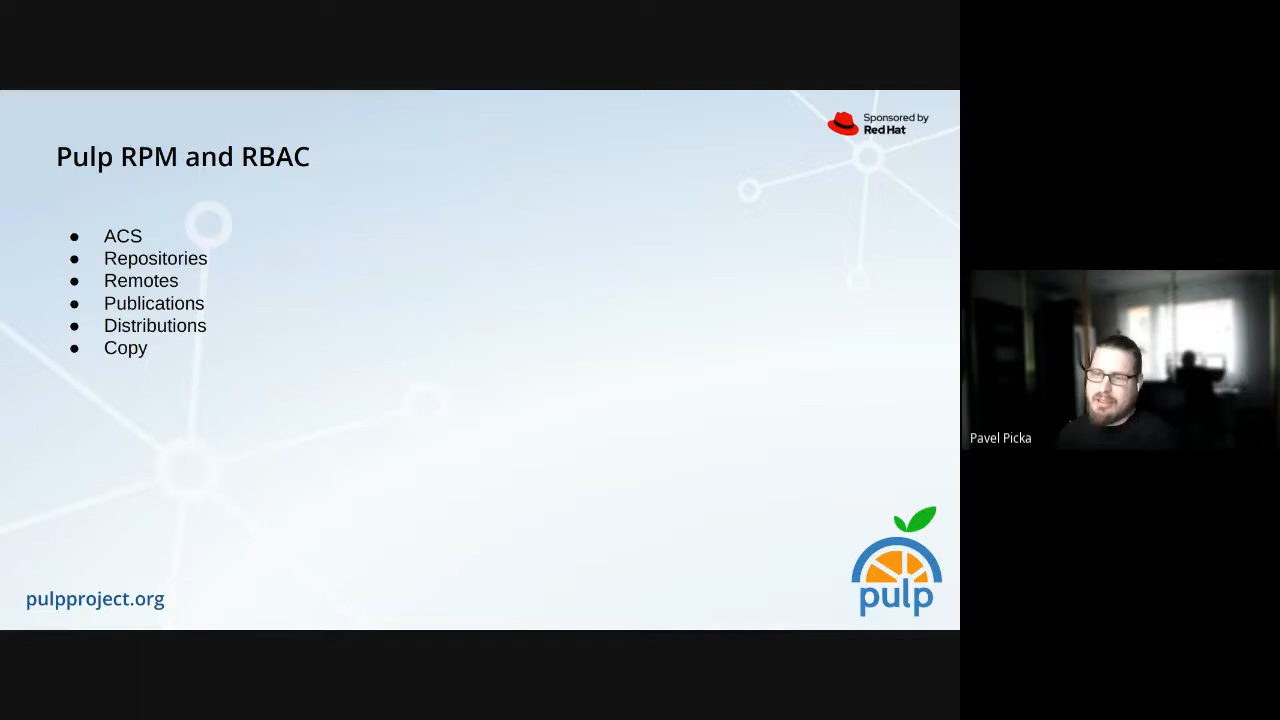 Sponsored by
Red Hat
Pulp RPM and RBAC
● ACS
● Repositories
● Remotes
● Publications
● Distributions
● Copy
Pavel Picka
pulpproject.org
pulp